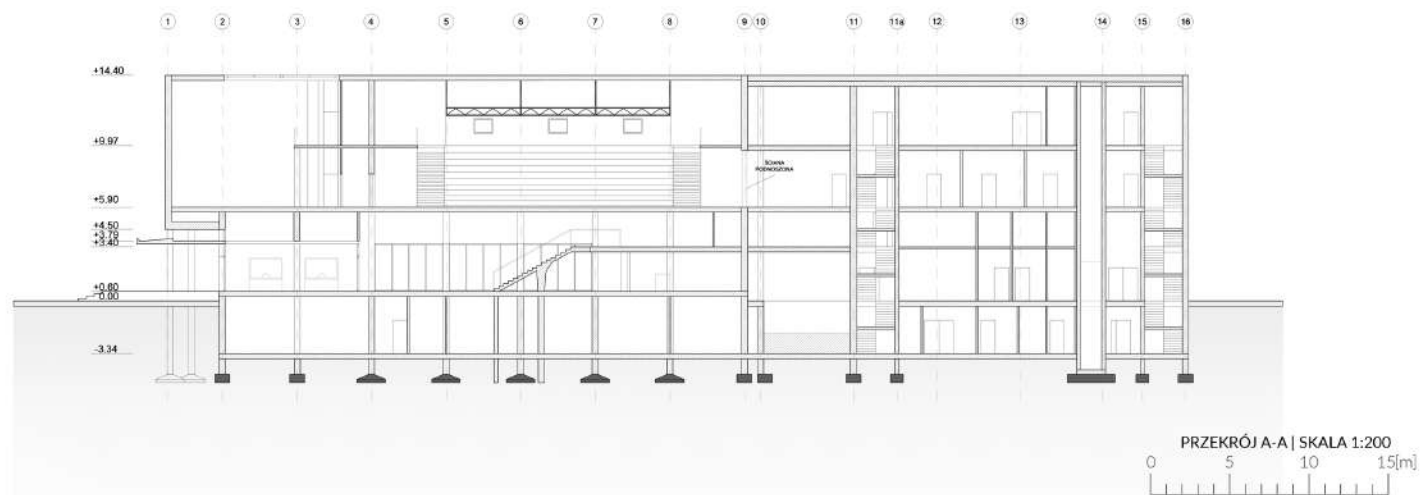 1 2 3 4 5 6 7 8 9 10 11 11a 12 13 14 15 16
+14.40
+9.97
ŚCIANA
PODNOSZONA
+5.90
+4.50
+3.79
+3.40
+0.60
0.00
-3.34
PRZEKRÓJ A-A | SKALA 1:200
0 5 10 15[m]